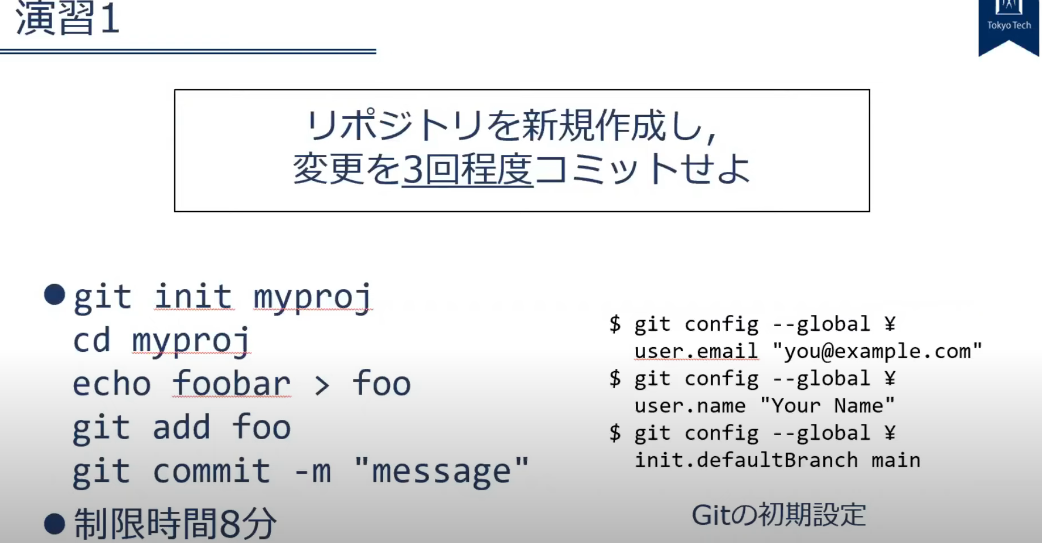 演習1
Tokyo Tech
リポジトリを新規作成し,
変更を3回程度コミットせよ
●git init myproj
cd myproj
echo foobar > foo
git add foo
git commit -m "message"
●制限時間8分
$ git config --global ¥
user.email "you@example.com"
$ git config --global ¥
user.name "Your Name"
$ git config --global ¥
init.defaultBranch main
Gitの初期設定